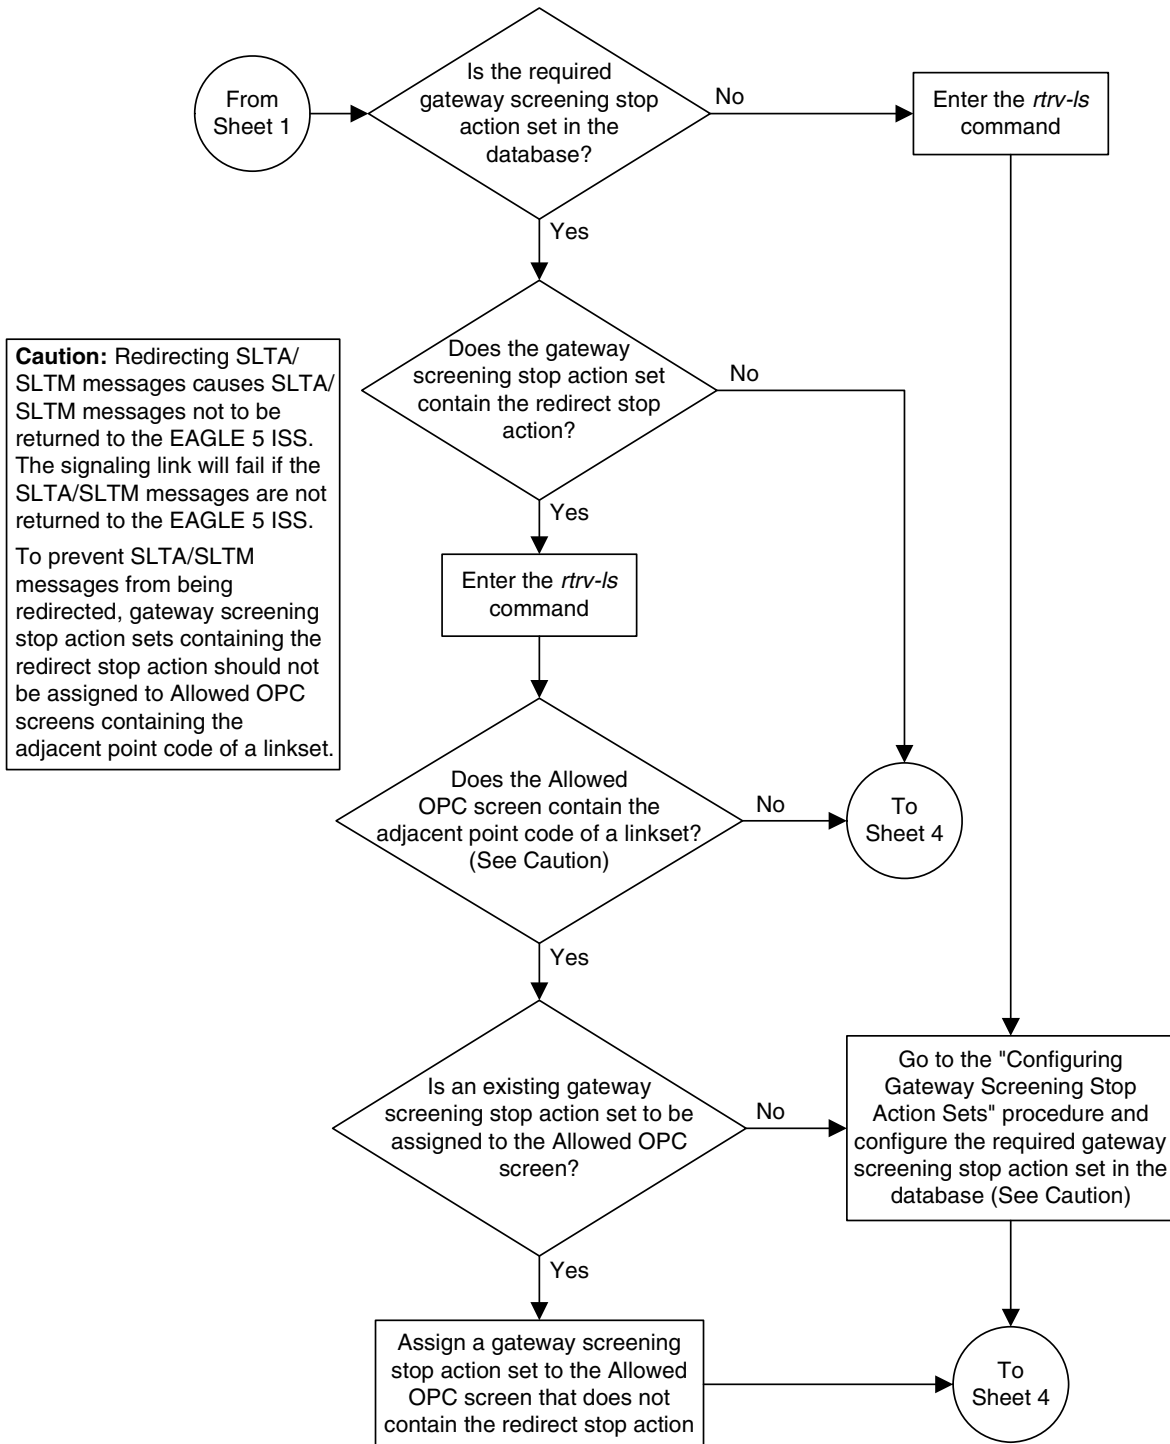 From
Sheet 1
Is the required
gateway screening stop
action set in the
database?
No
Enter the rtrv-ls
command
Yes
Does the gateway
screening stop action set
contain the redirect stop
action?
No
Caution: Redirecting SLTA/
SLTM messages causes SLTA/
SLTM messages not to be
returned to the EAGLE 5 ISS.
The signaling link will fail if the
SLTA/SLTM messages are not
returned to the EAGLE 5 ISS.
To prevent SLTA/SLTM
messages from being
redirected, gateway screening
stop action sets containing the
redirect stop action should not
be assigned to Allowed OPC
screens containing the
adjacent point code of a linkset.
Yes
Enter the rtrv-ls
command
Does the Allowed
OPC screen contain the
adjacent point code of a linkset?
(See Caution)
No
To
Sheet 4
Yes
Is an existing gateway
screening stop action set to be
assigned to the Allowed OPC
screen?
No
Go to the "Configuring
Gateway Screening Stop
Action Sets" procedure and
configure the required gateway
screening stop action set in the
database (See Caution)
Yes
Assign a gateway screening
stop action set to the Allowed
OPC screen that does not
contain the redirect stop action
To
Sheet 4